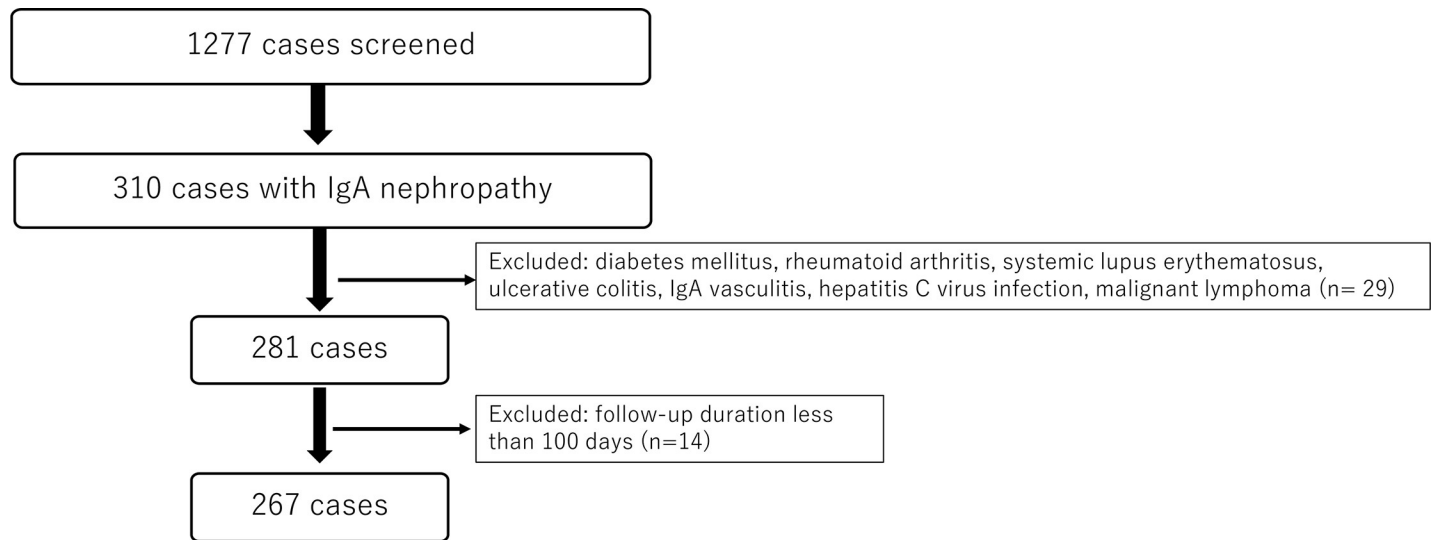 1277 cases screened
310 cases with IgA nephropathy
Excluded: diabetes mellitus, rheumatoid arthritis, systemic lupus erythematosus,
ulcerative colitis, IgA vasculitis, hepatitis C virus infection, malignant lymphoma (n= 29)
281 cases
Excluded: follow-up duration less
than 100 days (n=14)
267 cases